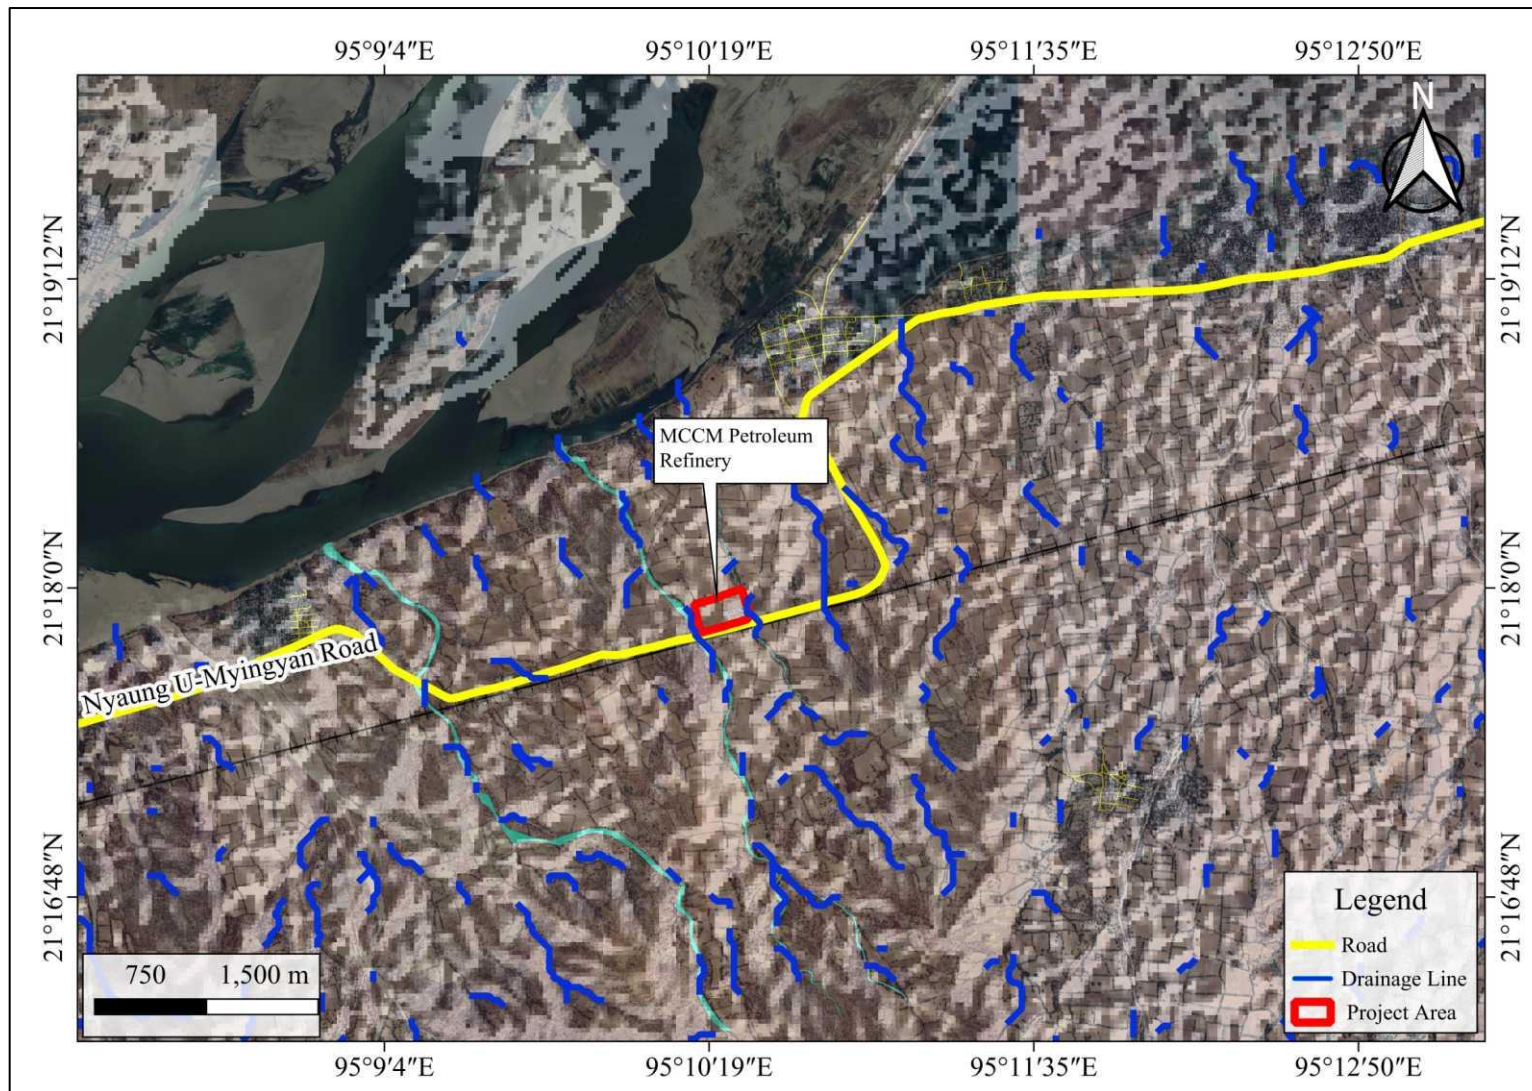 95°9'4"E
95°10'19"E
95°11'35"E
95°12'50"E
N
21°19'12"N
21°19'12"N
MCCM Petroleum
Refinery
21°18'0"N
21°18'0"N
Nyaung U-Myingyan Road
21°16'48"N
21°16'48"N
Legend
Road
Drainage Line
Project Area
750
1,500 m
95°9'4"E
95°10'19"E
95°11'35"E
95°12'50"E